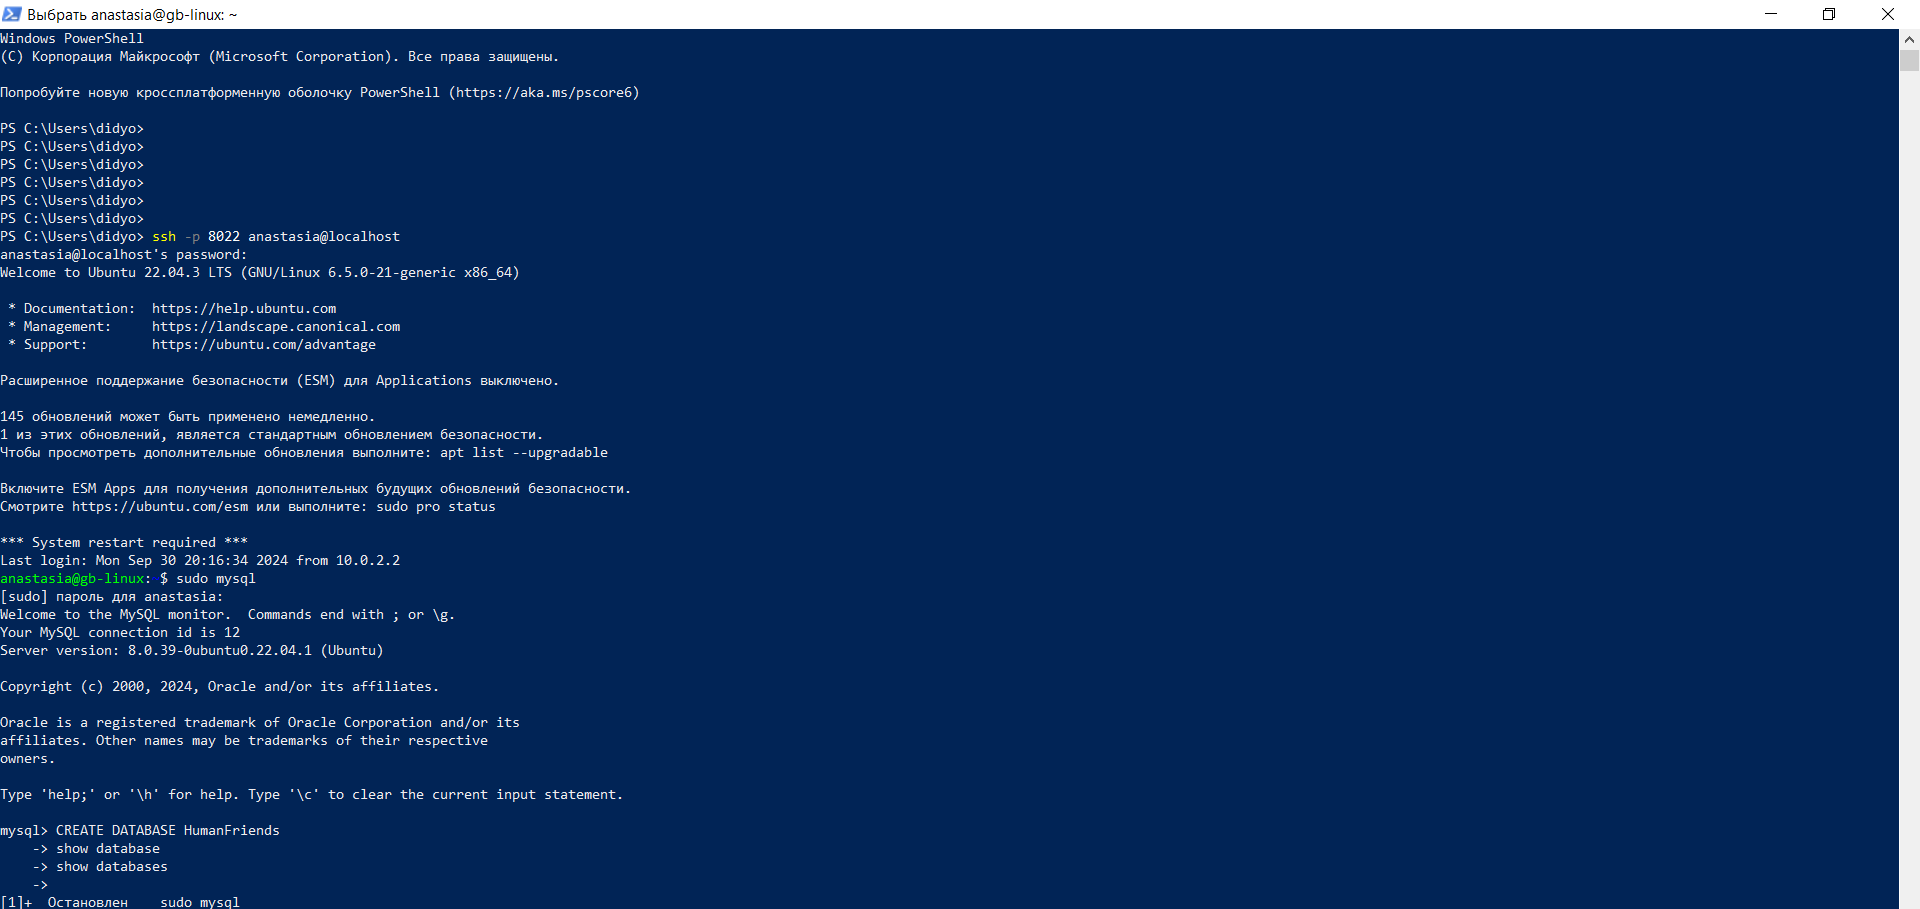 Выбрать anastasia@gb-linux: ~
Windows PowerShell
(C) Корпорация Майкрософт (Microsoft Corporation). Все права защищены.
Попробуйте новую кроссплатформенную оболочку PowerShell (https://aka.ms/pscore6)
PS C:\Users\didyo>
PS C:\Users\didyo>
PS C:\Users\didyo>
PS C:\Users\didyo>
PS C:\Users\didyo>
PS C:\Users\didyo>
PS C:\Users\didyo> ssh -p 8022 anastasia@localhost
anastasia@localhost's password:
Welcome to Ubuntu 22.04.3 LTS (GNU/Linux 6.5.0-21-generic x86_64)
* Documentation:  https://help.ubuntu.com
* Management:     https://landscape.canonical.com
* Support:        https://ubuntu.com/advantage
Расширенное поддержание безопасности (ESM) для Applications выключено.
145 обновлений может быть применено немедленно.
1 из этих обновлений, является стандартным обновлением безопасности.
Чтобы просмотреть дополнительные обновления выполните: apt list --upgradable
Включите ESM Apps для получения дополнительных будущих обновлений безопасности.
Смотрите https://ubuntu.com/esm или выполните: sudo pro status
*** System restart required ***
Last login: Mon Sep 30 20:16:34 2024 from 10.0.2.2
anastasia@gb-linux: $ sudo mysql
[sudo] пароль для anastasia:
Welcome to the MySQL monitor.  Commands end with ; or \g.
Your MySQL connection id is 12
Server version: 8.0.39-0ubuntu0.22.04.1 (Ubuntu)
Copyright (c) 2000, 2024, Oracle and/or its affiliates.
Oracle is a registered trademark of Oracle Corporation and/or its
affiliates. Other names may be trademarks of their respective
owners.
Type 'help;' or '\h' for help. Type '\c' to clear the current input statement.
mysql> CREATE DATABASE HumanFriends
-> show database
-> show databases
->
[1]+  Остановлен    sudo mysql